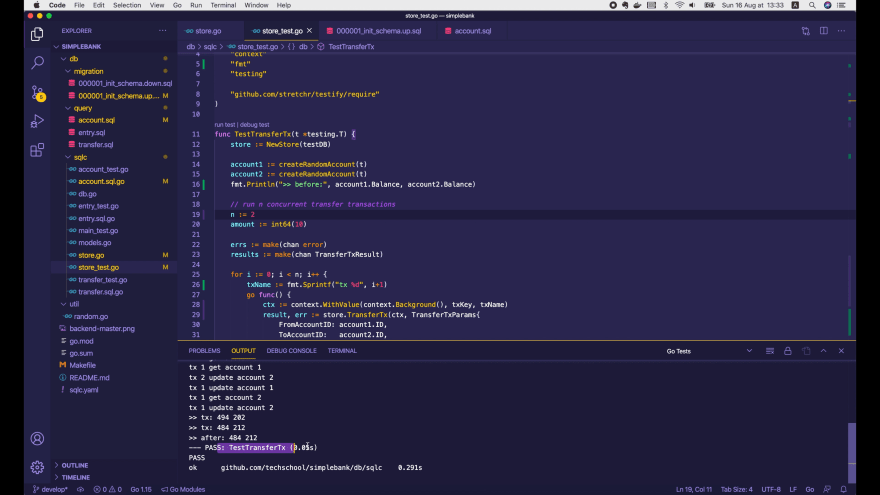 Code File Edit Selection View Go Run Terminal Window Help
Sun 16 Aug at 13:33
store_test.go — simplebank
EXPLORER
SIMPLEBANK
db
migration
000001_init_schema.down.sql
000001_init_schema.up... M
query
account.sql M
entry.sql
transfer.sql
sqlc
account_test.go
account.sql.go M
db.go
entry_test.go
entry.sql.go
main_test.go
models.go
store.go M
store_test.go M
transfer_test.go
transfer.sql.go
util
random.go
backend-master.png
go.mod
go.sum
Makefile
README.md
sqlc.yaml
OUTLINE
TIMELINE
store.go store_test.go 000001_init_schema.up.sql account.sql
db > sqlc > store_test.go > {} db > TestTransferTx
4 "context"
5 "fmt"
6 "testing"
7
8 "github.com/stretchr/testify/require"
9 )
10
run test | debug test
11 func TestTransferTx(t *testing.T) {
12 store := NewStore(testDB)
13
14 account1 := createRandomAccount(t)
15 account2 := createRandomAccount(t)
16 fmt.Println(">> before:", account1.Balance, account2.Balance)
17
18 // run n concurrent transfer transactions
19 n := 2
20 amount := int64(10)
21
22 errs := make(chan error)
23 results := make(chan TransferTxResult)
24
25 for i := 0; i < n; i++ {
26 txName := fmt.Sprintf("tx %d", i+1)
27 go func() {
28 ctx := context.WithValue(context.Background(), txKey, txName)
29 result, err := store.TransferTx(ctx, TransferTxParams{
30 FromAccountID: account1.ID,
31 ToAccountID: account2.ID,
PROBLEMS OUTPUT DEBUG CONSOLE TERMINAL
Go Tests
tx 1 get account 1
tx 2 update account 2
tx 1 update account 1
tx 1 get account 2
tx 1 update account 2
>> tx: 494 202
>> tx: 484 212
>> after: 484 212
--- PASS: TestTransferTx (0.05s)
PASS
ok github.com/techschool/simplebank/db/sqlc 0.291s
develop* 0 0 Go 1.15 Go Modules
Ln 19, Col 11 Tab Size: 4 UTF-8 LF Go